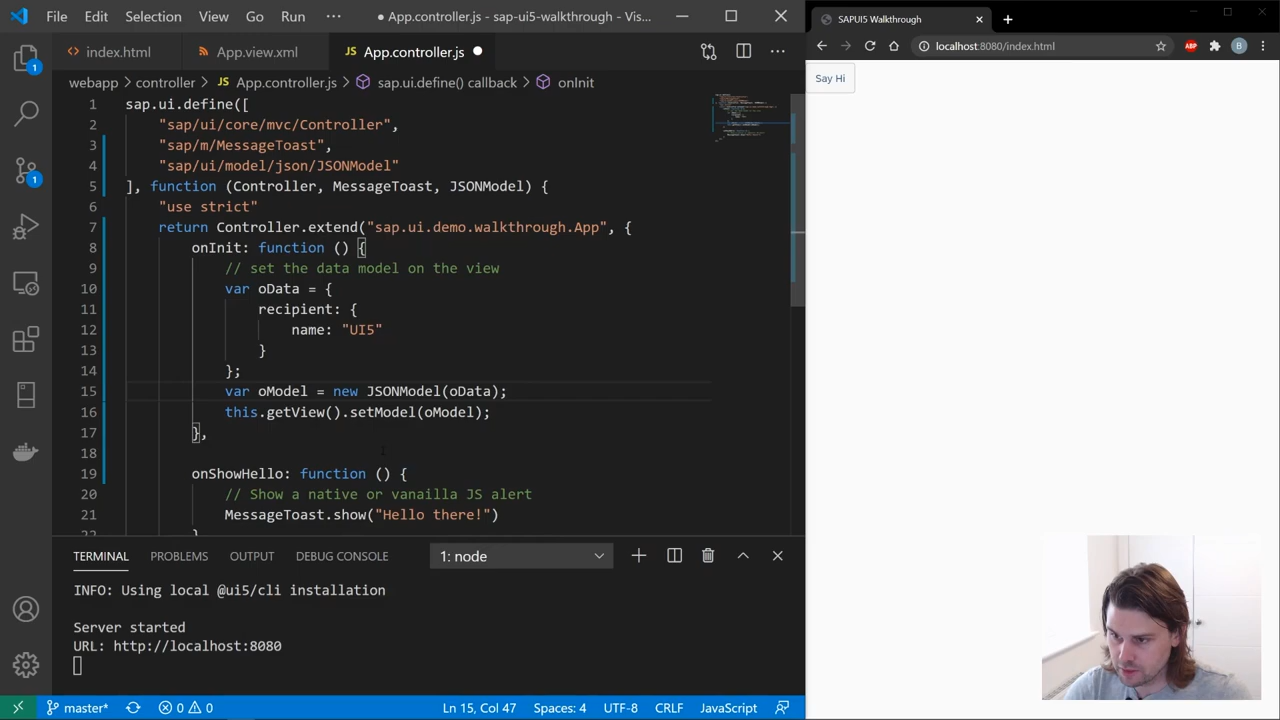 File Edit Selection View Go Run ··· ● App.controller.js - sap-ui5-walkthrough - Vis...
index.html App.view.xml JS App.controller.js
webapp > controller > JS App.controller.js > sap.ui.define() callback > onInit
1 sap.ui.define([
2 "sap/ui/core/mvc/Controller",
3 "sap/m/MessageToast",
4 "sap/ui/model/json/JSONModel"
5 ], function (Controller, MessageToast, JSONModel) {
6 "use strict"
7 return Controller.extend("sap.ui.demo.walkthrough.App", {
8 onInit: function () {
9 // set the data model on the view
10 var oData = {
11 recipient: {
12 name: "UI5"
13 }
14 };
15 var oModel = new JSONModel(oData);
16 this.getView().setModel(oModel);
17 },
18
19 onShowHello: function () {
20 // Show a native or vanailla JS alert
21 MessageToast.show("Hello there!")
22 }
1
1
TERMINAL PROBLEMS OUTPUT DEBUG CONSOLE 1: node
INFO: Using local @ui5/cli installation
Server started
URL: http://localhost:8080
master* 0 0 Ln 15, Col 47 Spaces: 4 UTF-8 CRLF JavaScript
SAPUI5 Walkthrough
localhost:8080/index.html ABP B
Say Hi